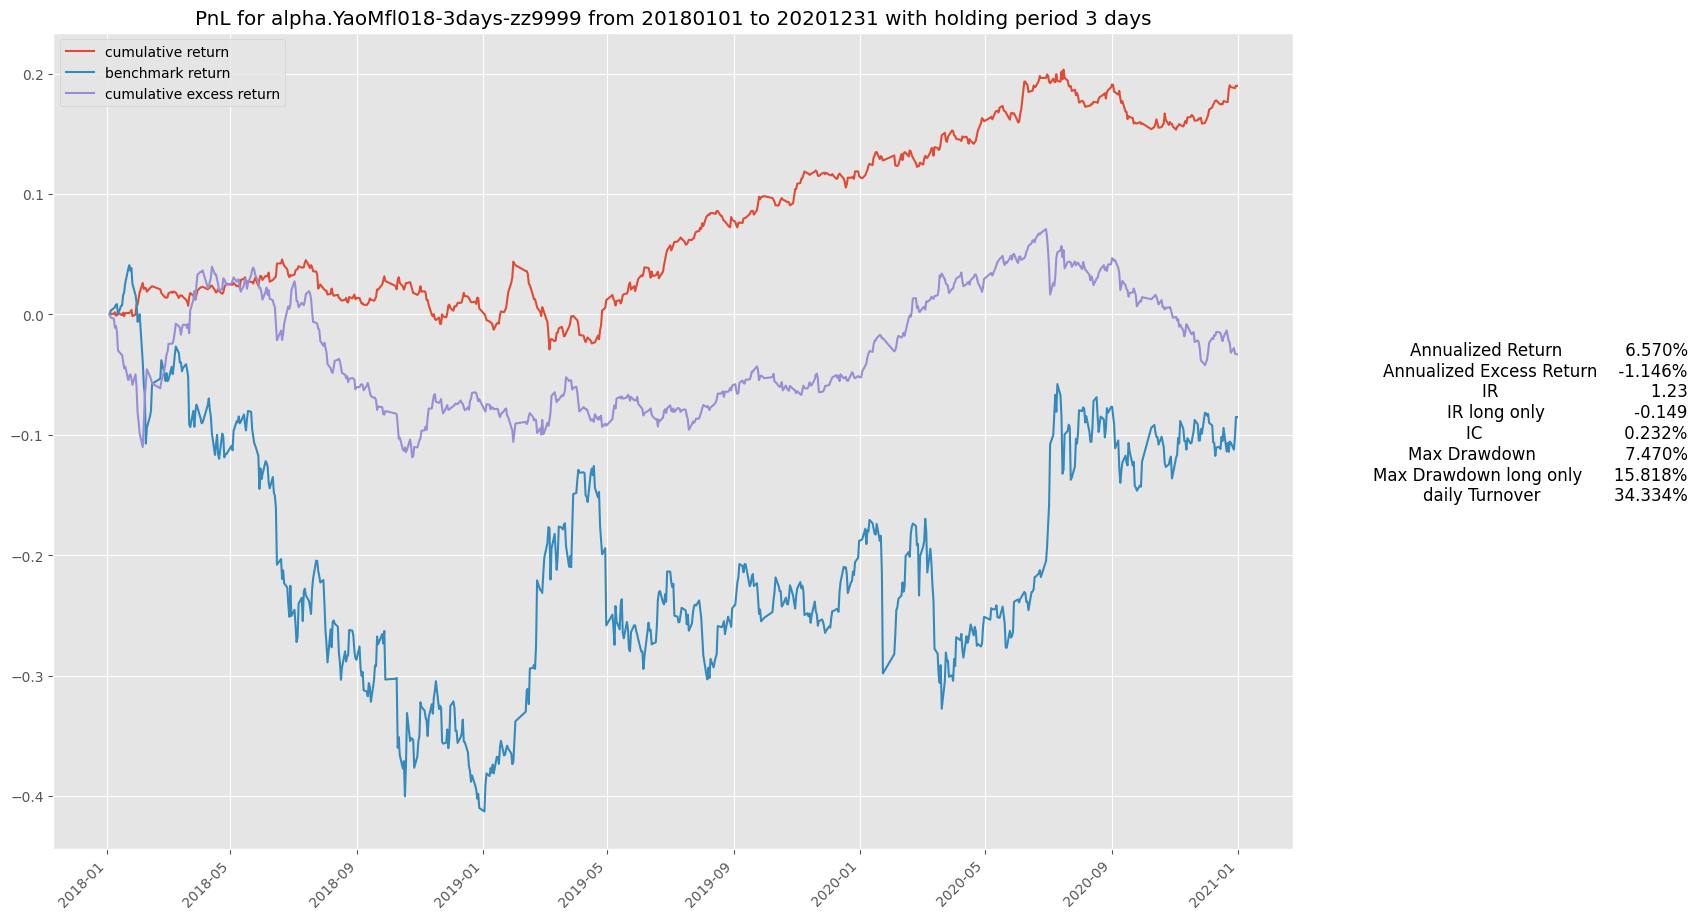 PnL for alpha.YaoMfl018-3days-zz9999 from 20180101 to 20201231 with holding period 3 days
cumulative return
benchmark return
cumulative excess return
0.2
0.1
0.0
−0.1
−0.2
−0.3
−0.4
2018-01
2018-05
2018-09
2019-01
2019-05
2019-09
2020-01
2020-05
2020-09
2021-01
Annualized Return 6.570%
Annualized Excess Return -1.146%
IR 1.23
IR long only -0.149
IC 0.232%
Max Drawdown 7.470%
Max Drawdown long only 15.818%
daily Turnover 34.334%